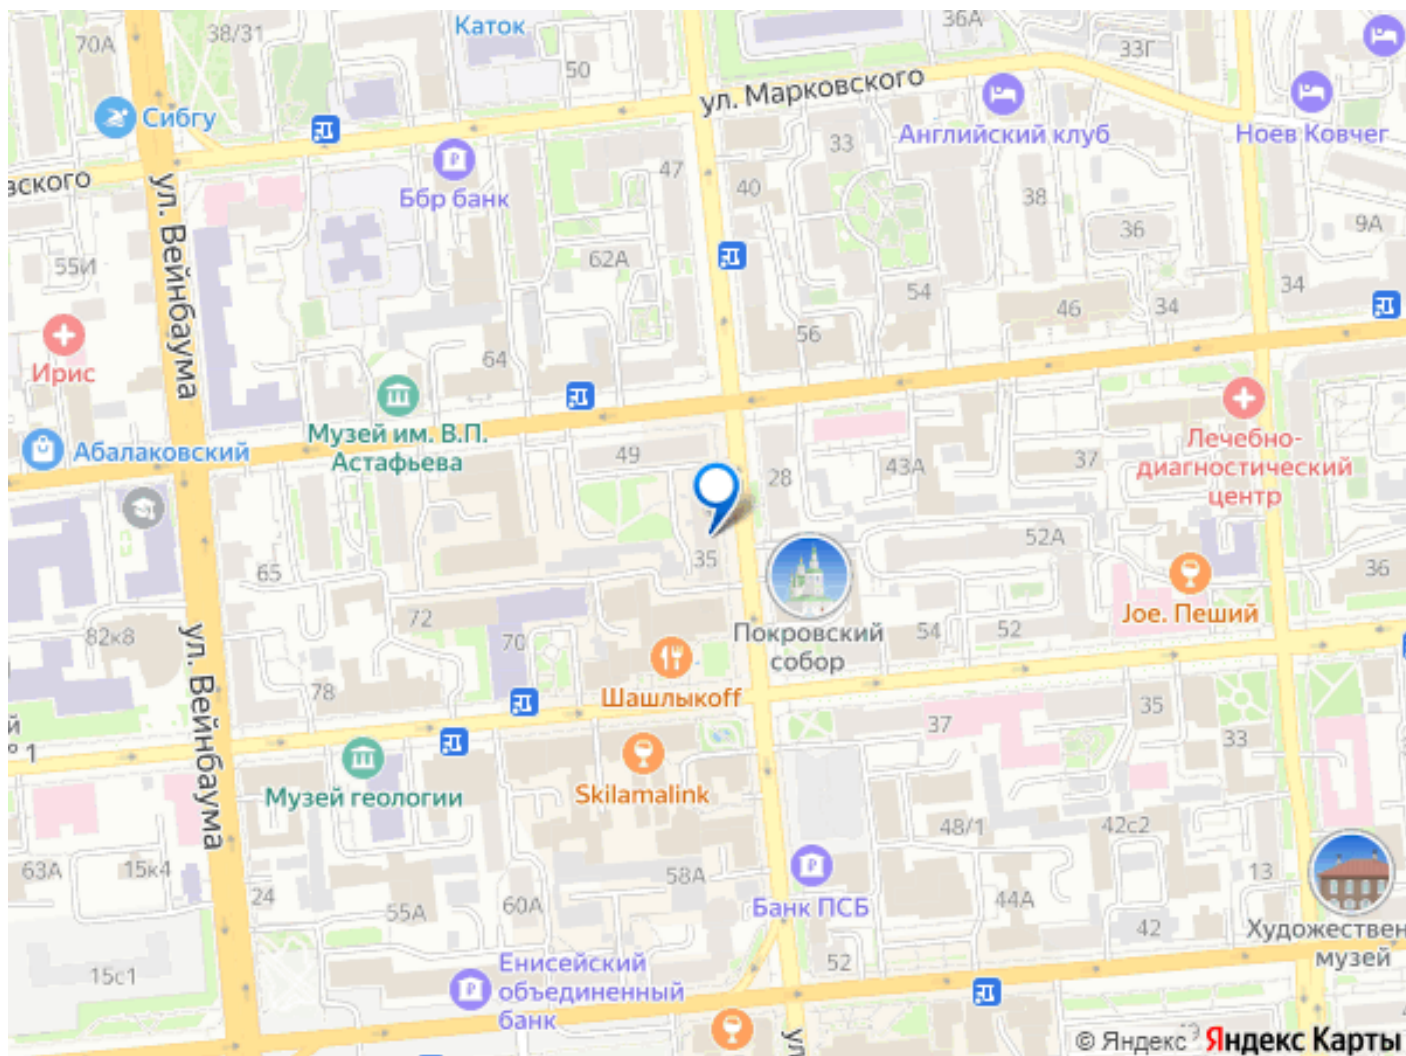 Каток
36А
70А
38/31
33Г
50
ул. Марковского
Сибгу
Английский клуб
Ноев Ковчег
33
47
вского
Ббр банк
40
38
ул. Вейнбаума
36
9А
55И
62А
54
46
34
34
56
Ирис
64
Музей им. В.П.
Астафьева
Абалаковский
49
28
43А
37
Лечебно-
диагностический
центр
35
52А
65
36
72
Joe. Пеший
82к8
ул. Вейнбаума
70
Покровский
собор
54
52
78
Шашлыкоff
й
№ 1
37
35
33
Музей геологии
Skilamalink
48/1
42с2
63А
15к4
24
55А
60А
58А
Банк ПСБ
44А
13
42
Художествен
музей
15с1
Енисейский
объединенный
банк
52
ул
© Яндекс Яндекс Карты